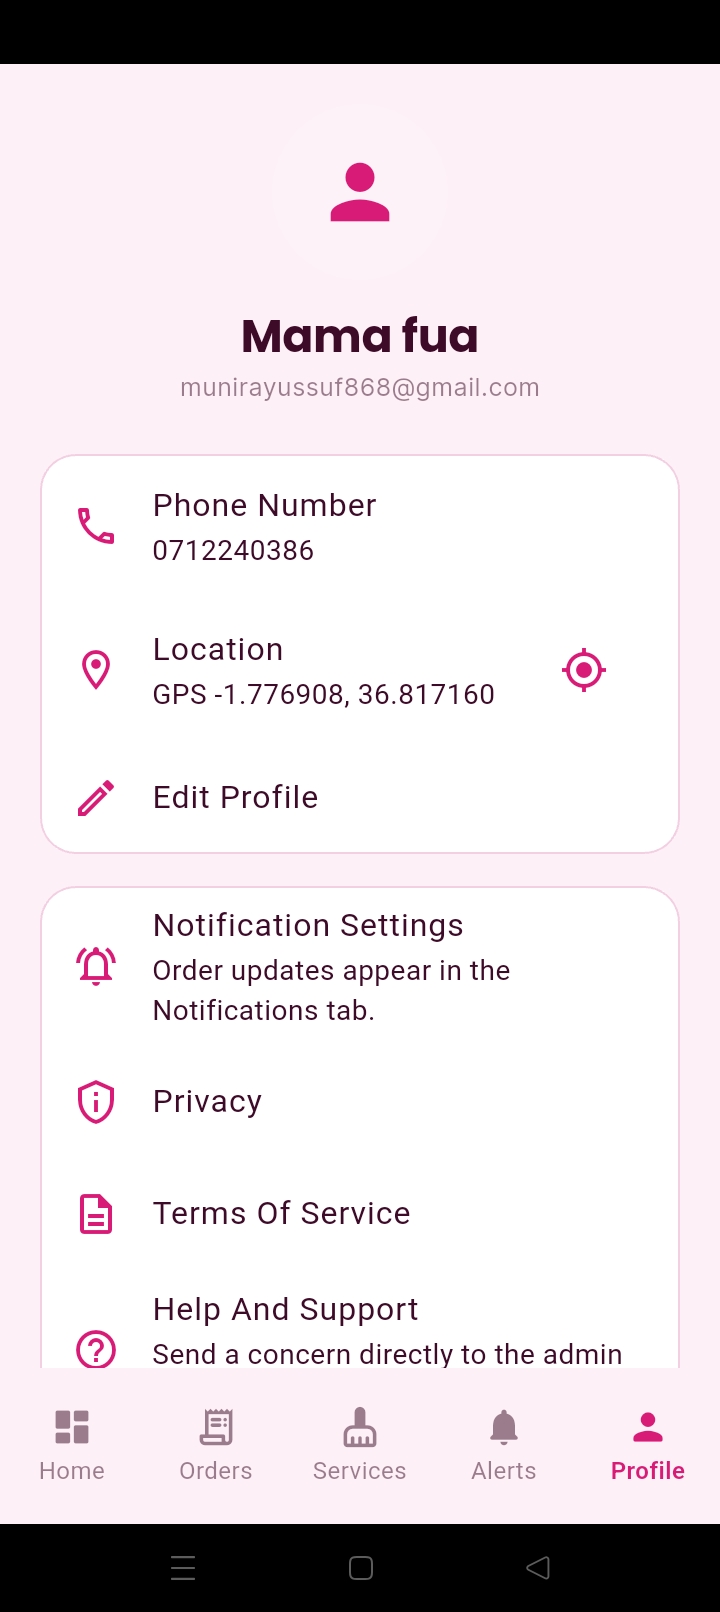 Mama fua
munirayussuf868@gmail.com
Phone Number
0712240386
Location
GPS -1.776908, 36.817160
Edit Profile
Notification Settings
Order updates appear in the
Notifications tab.
Privacy
Terms Of Service
Help And Support
Send a concern directly to the admin
Home
Orders
Services
Alerts
Profile